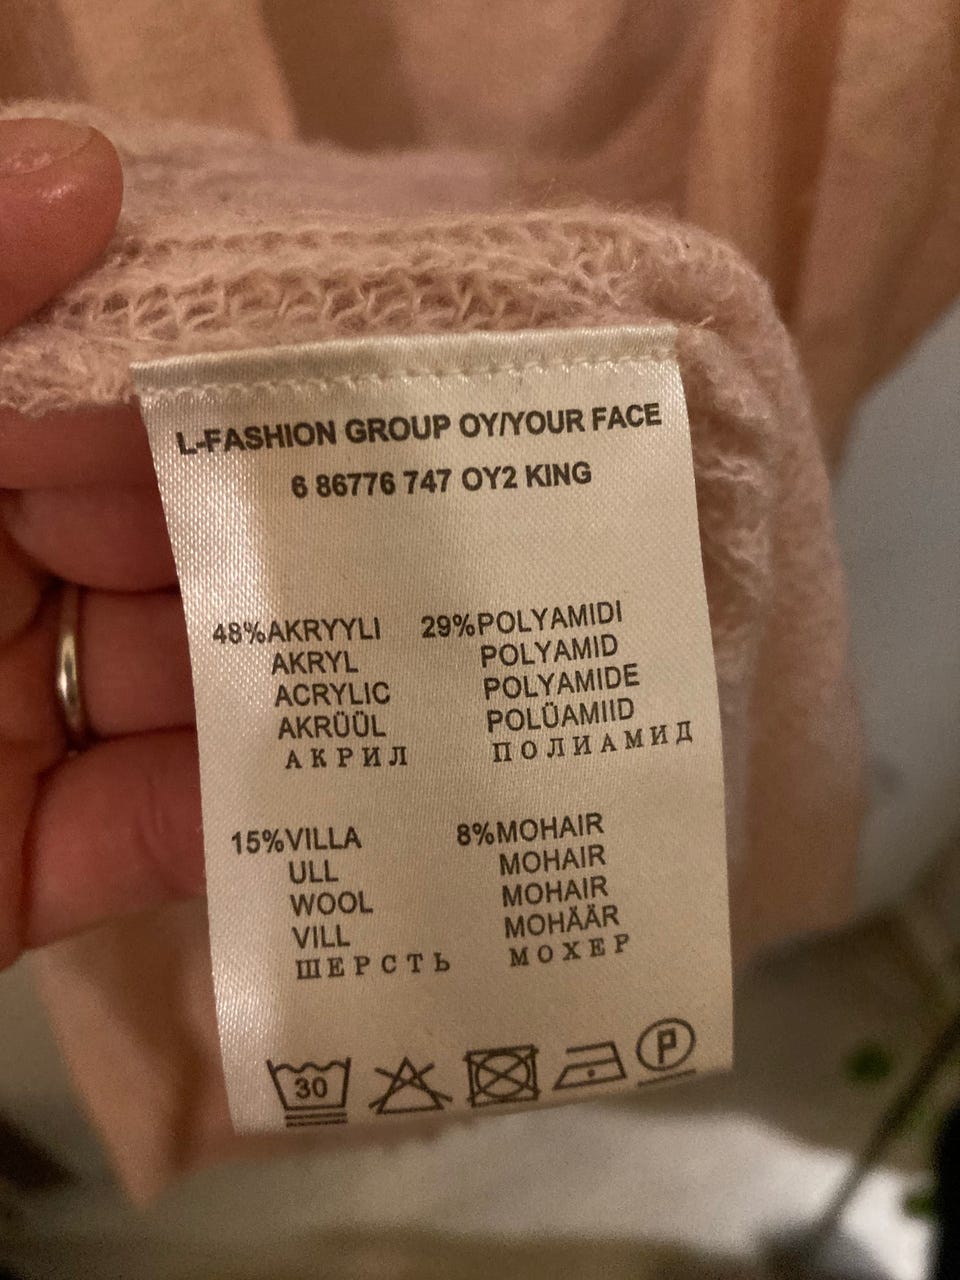 L-FASHION GROUP OY/YOUR FACE
6 86776 747 OY2 KING
48%AKRYYLI
AKRYL
ACRYLIC
AKRÜÜL
АКРИЛ
29%POLYAMIDI
POLYAMID
POLYAMIDE
POLÜAMIID
ПОЛИАМИД
15%VILLA
ULL
WOOL
VILL
ШЕРСТЬ
8%MOHAIR
MOHAIR
MOHAIR
MOHÄÄR
МОХЕР
30
P